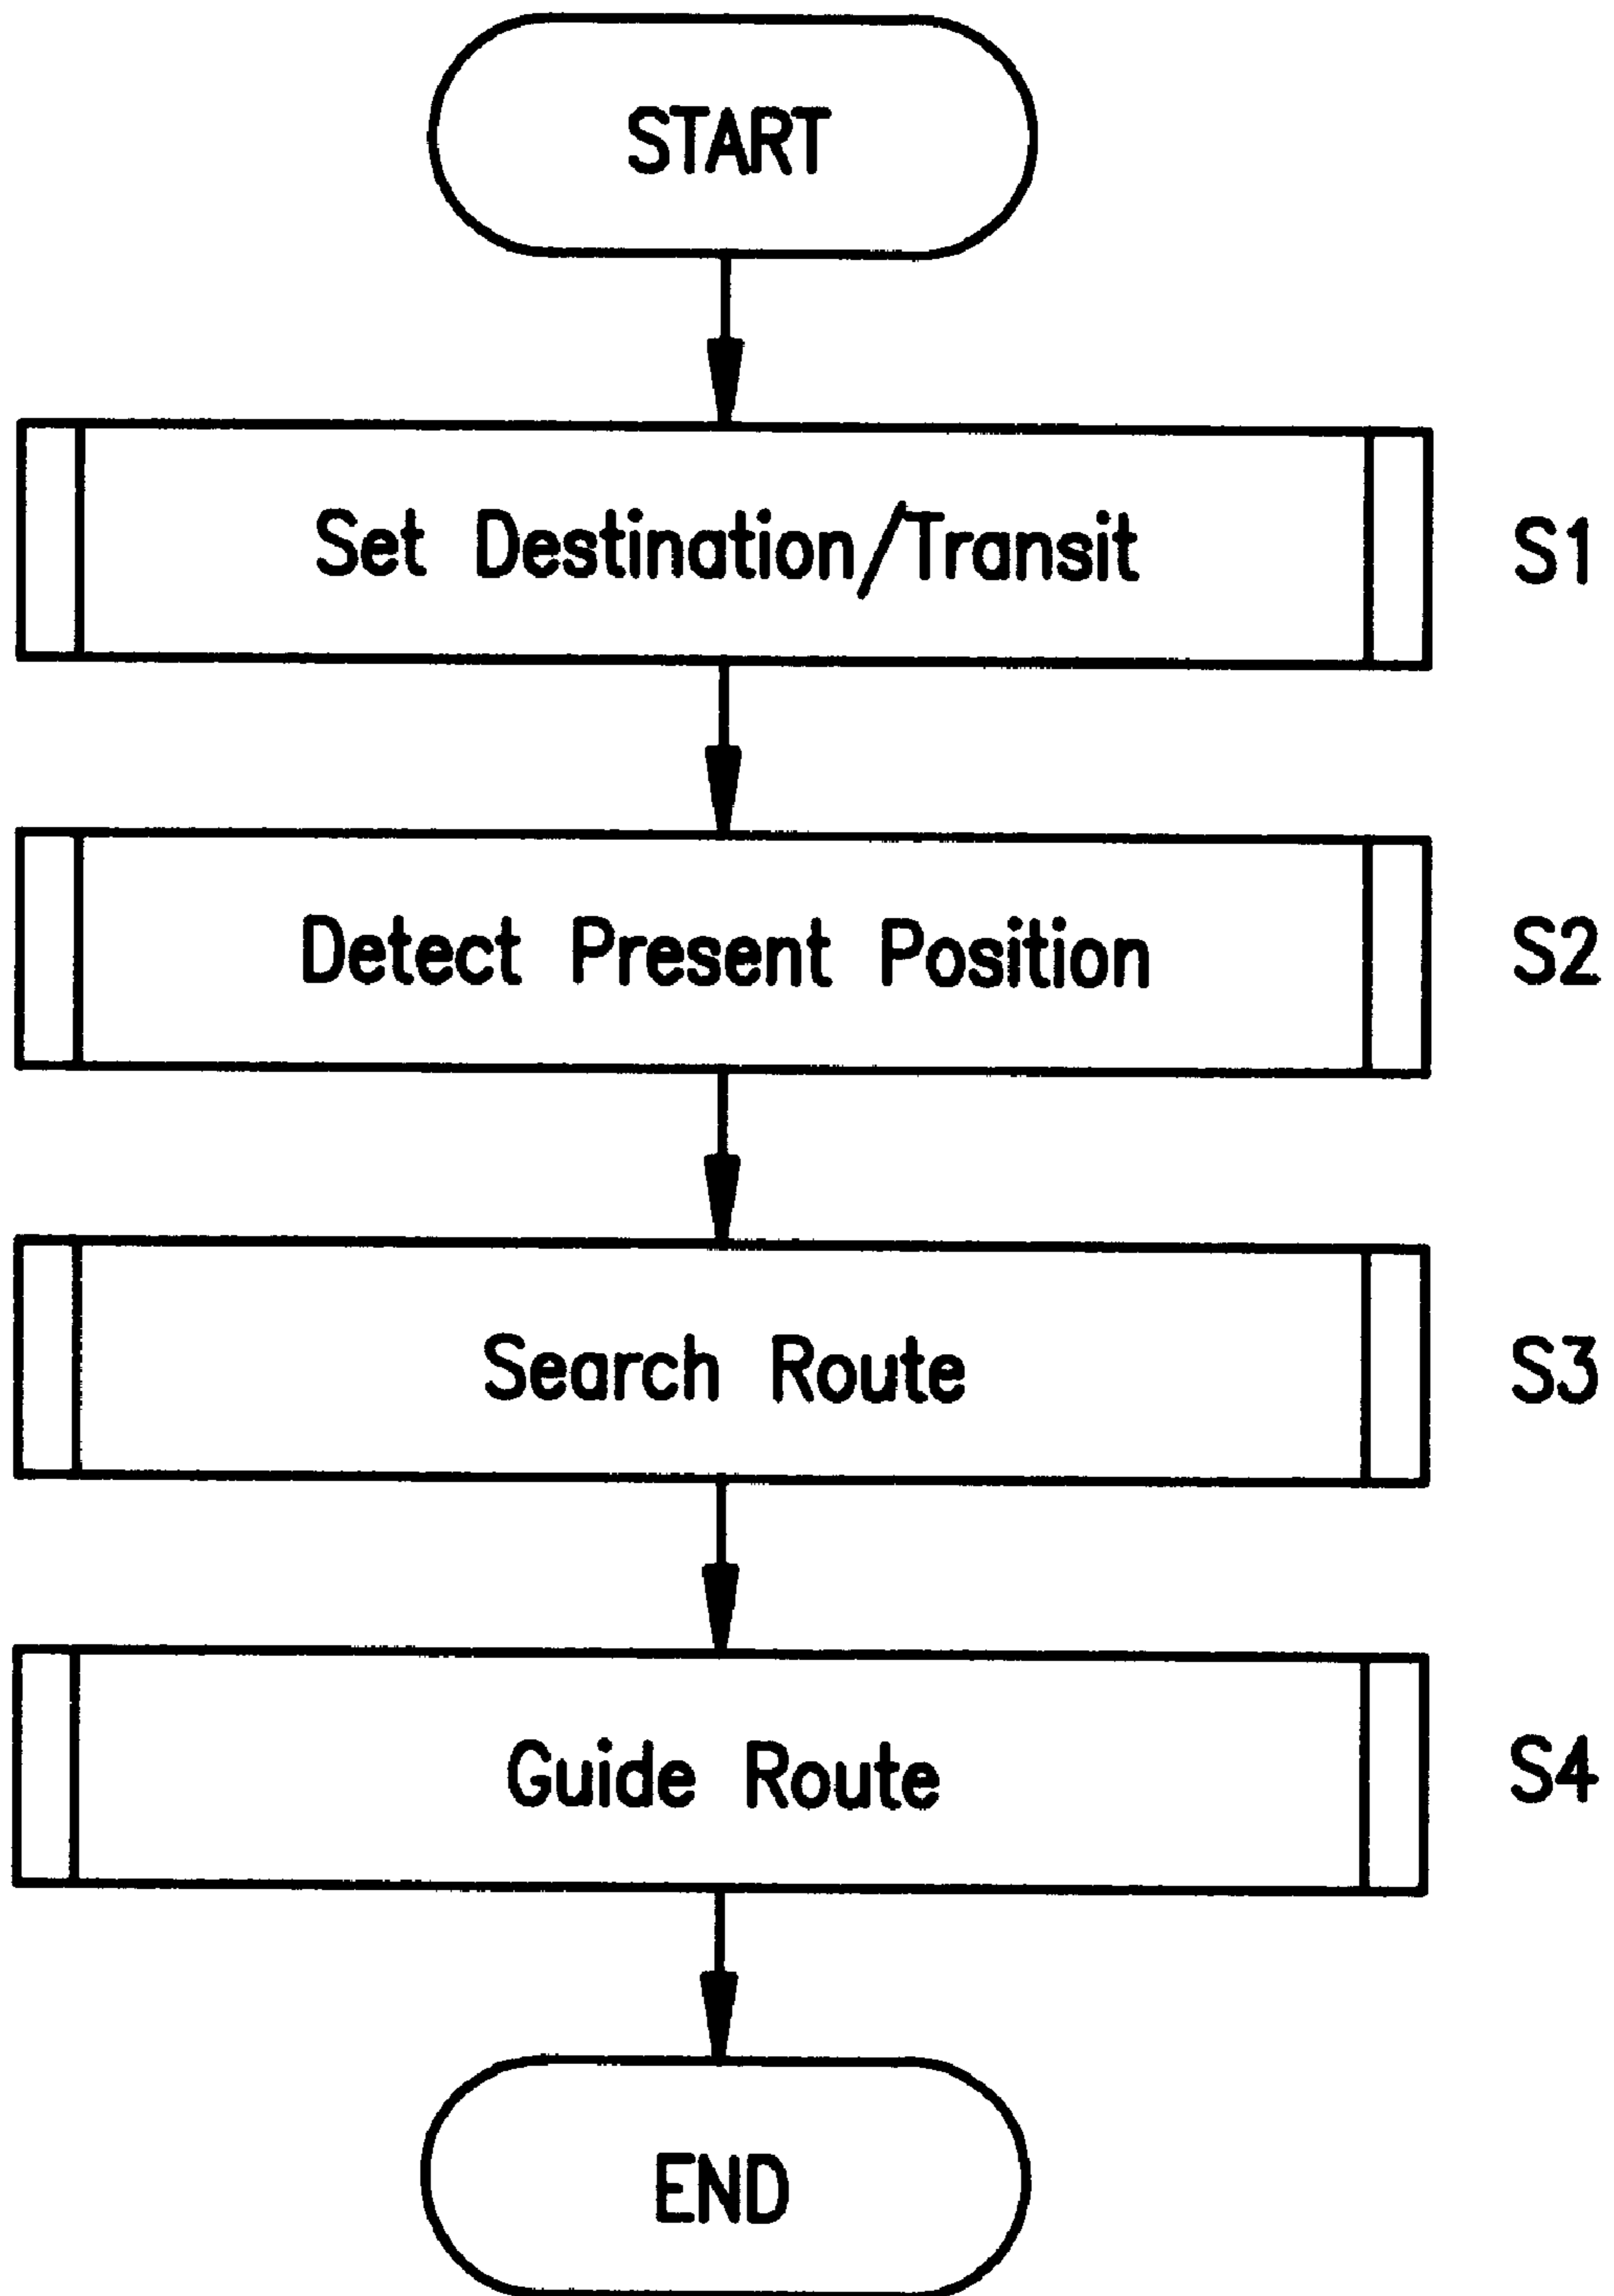 START
Set Destination/Transit S1
Detect Present Position S2
Search Route S3
Guide Route S4
END